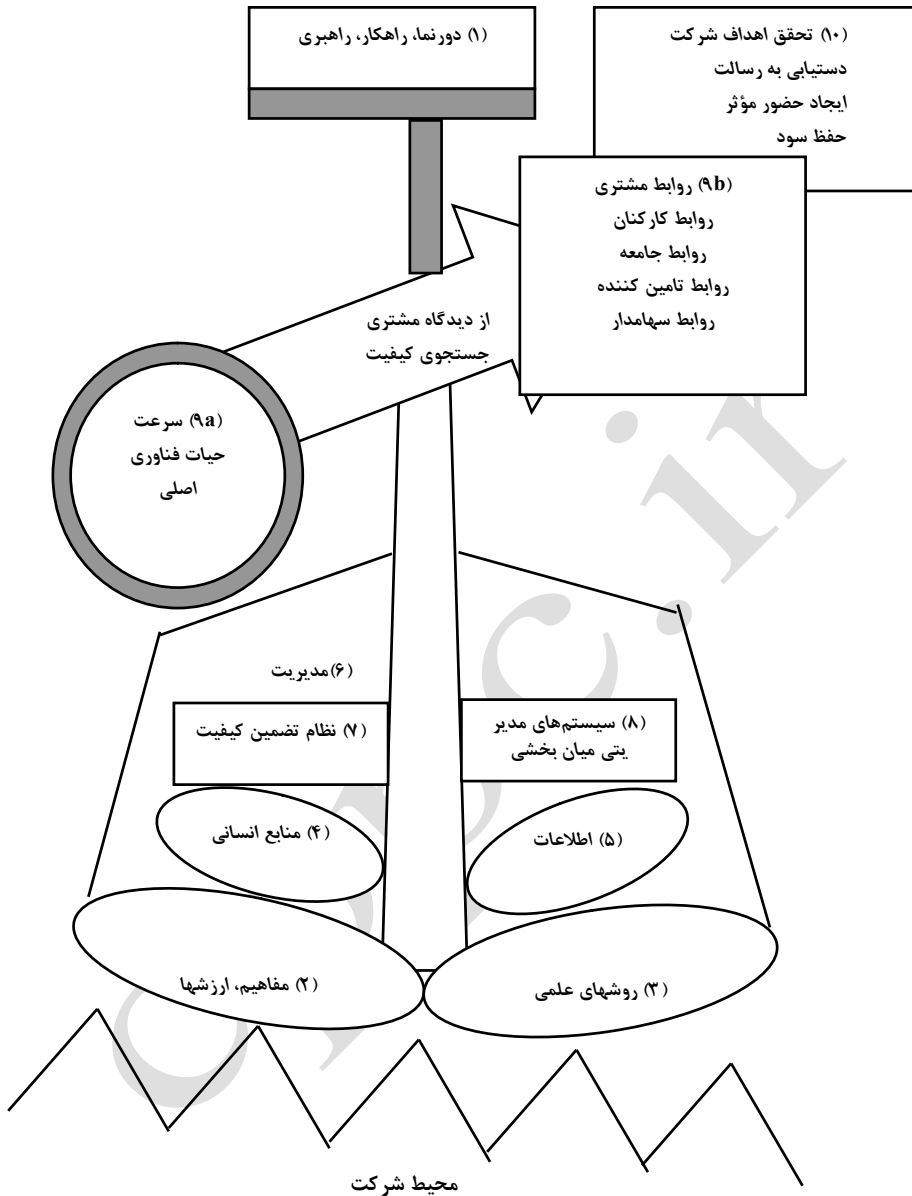 (۱) دورنما، راهکار، راهبری
(۱۰) تحقق اهداف شرکت
دستیابی به رسالت
ایجاد حضور مؤثر
حفظ سود
(۹b) روابط مشتری
روابط کارکنان
روابط جامعه
روابط تامین کننده
روابط سهامدار
از دیدگاه مشتری
جستجوی کیفیت
(۹a) سرعت
حیات فناوری
اصلی
(۶)مدیریت
(۸) سیستم‌های مدیر
یتی میان بخشی
(۷) نظام تضمین کیفیت
(۵) اطلاعات
(۴) منابع انسانی
(۳) روشهای علمی
(۲) مفاهیم، ارزشها
محیط شرکت